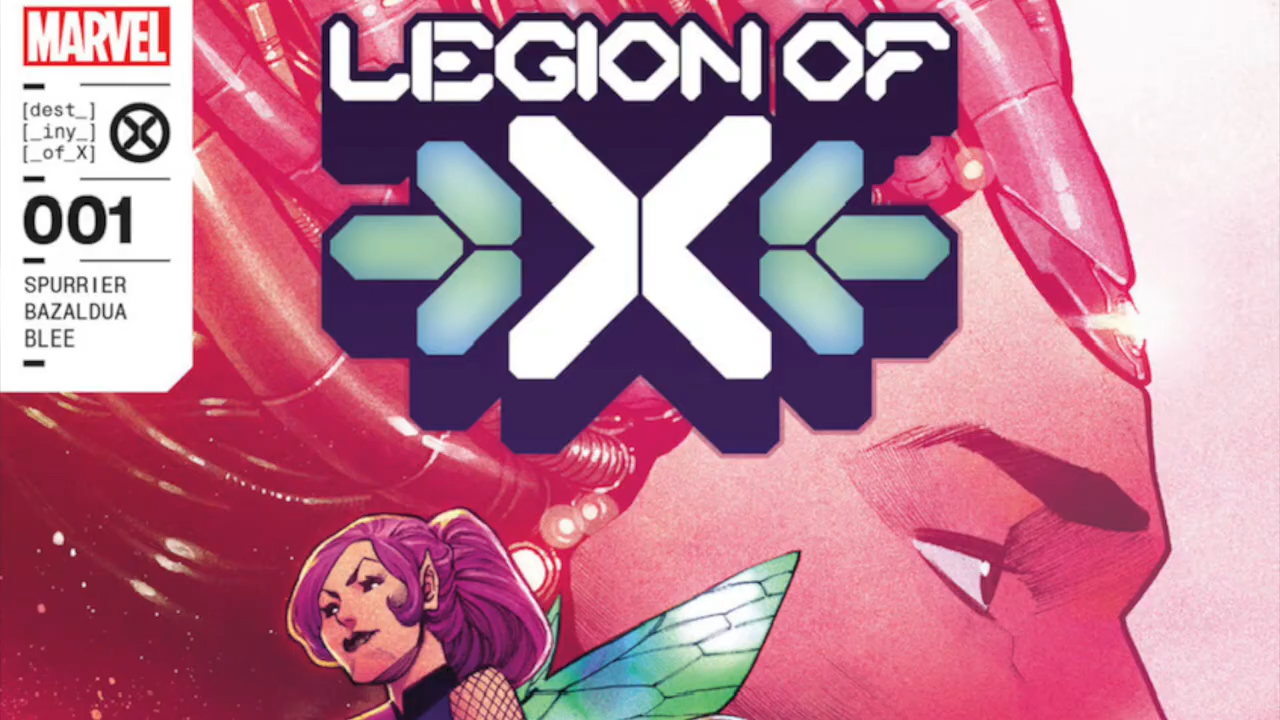 MARVEL
[dest_]
[_iny_]
[_of_X]
X
001
SPURRIER
BAZALDUA
BLEE
LEGION OF
X